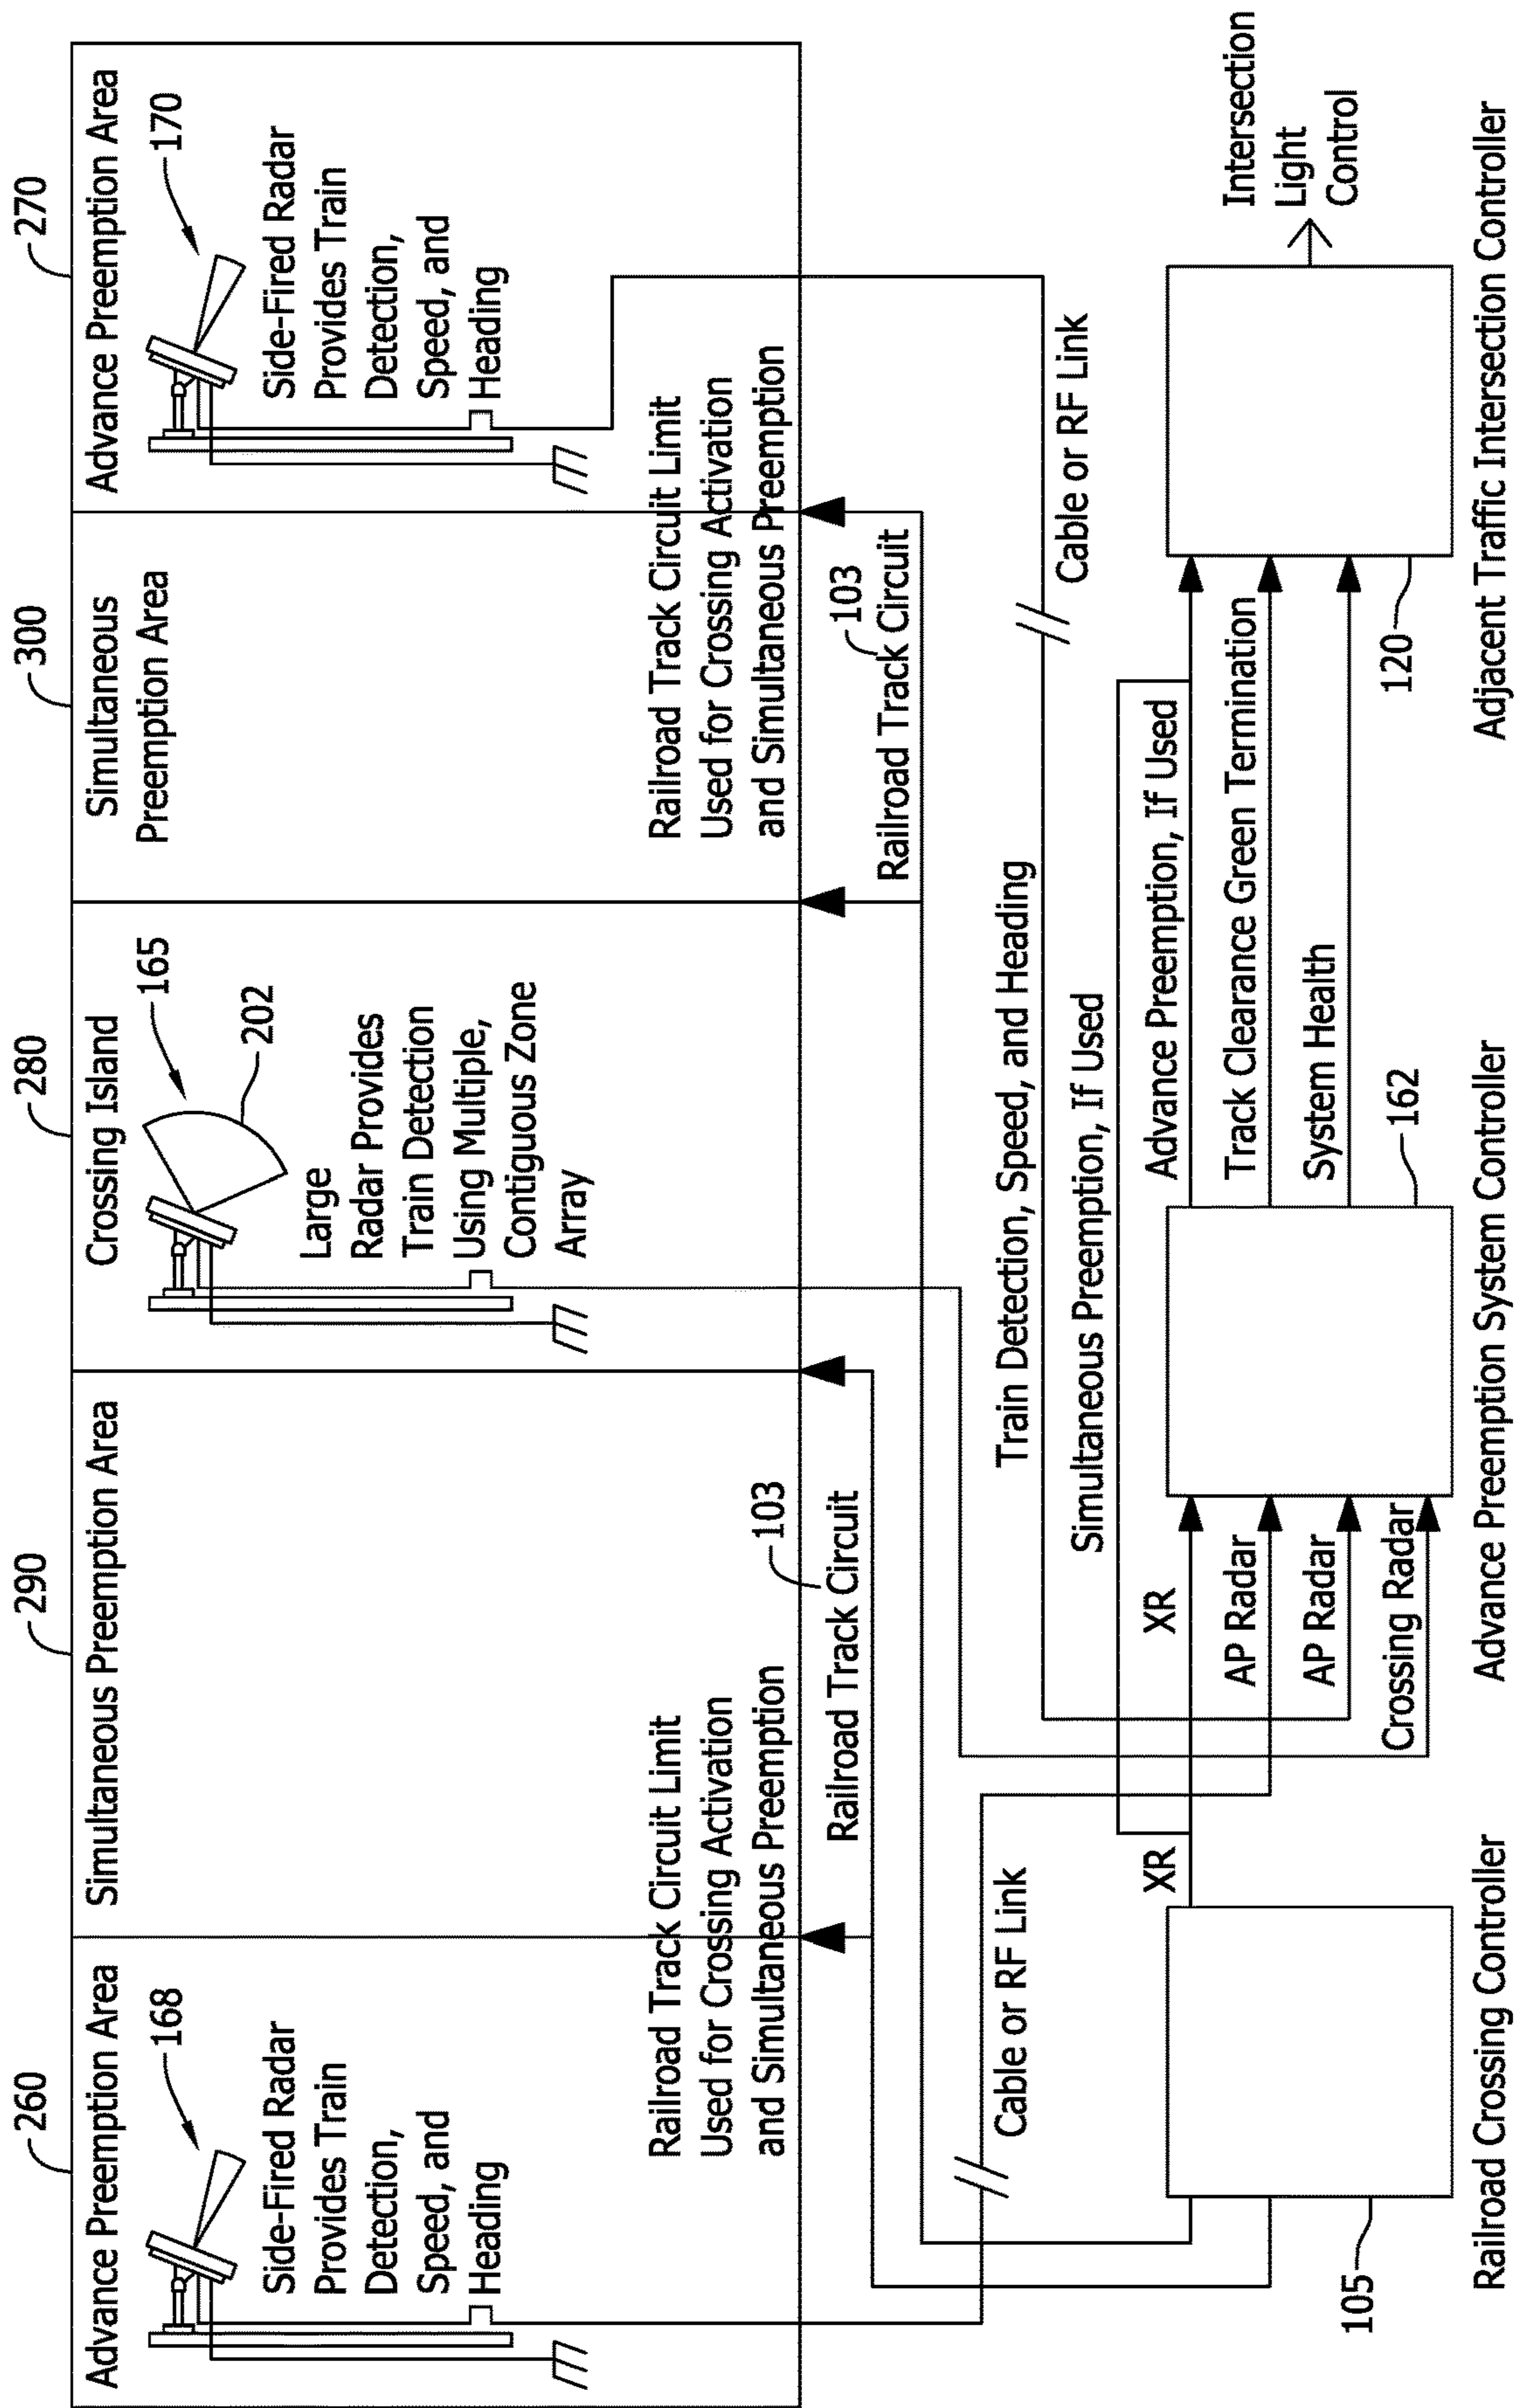 260
290
280
300
270
Advance Preemption Area
Simultaneous Preemption Area
Crossing Island
Simultaneous
Preemption Area
Advance Preemption Area
168
Side-Fired Radar
Provides Train
Detection,
Speed, and
Heading
165
202
Large
Radar Provides
Train Detection
Using Multiple,
Contiguous Zone
Array
170
Side-Fired Radar
Provides Train
Detection,
Speed, and
Heading
Railroad Track Circuit Limit
Used for Crossing Activation
and Simultaneous Preemption
103
Railroad Track Circuit
Railroad Track Circuit Limit
Used for Crossing Activation
and Simultaneous Preemption
103
Railroad Track Circuit
Cable or RF Link
Train Detection, Speed, and Heading
Cable or RF Link
Simultaneous Preemption, If Used
XR
XR
AP Radar
AP Radar
Crossing Radar
Advance Preemption, If Used
Track Clearance Green Termination
System Health
Intersection
Light
Control
105
162
120
Railroad Crossing Controller
Advance Preemption System Controller
Adjacent Traffic Intersection Controller